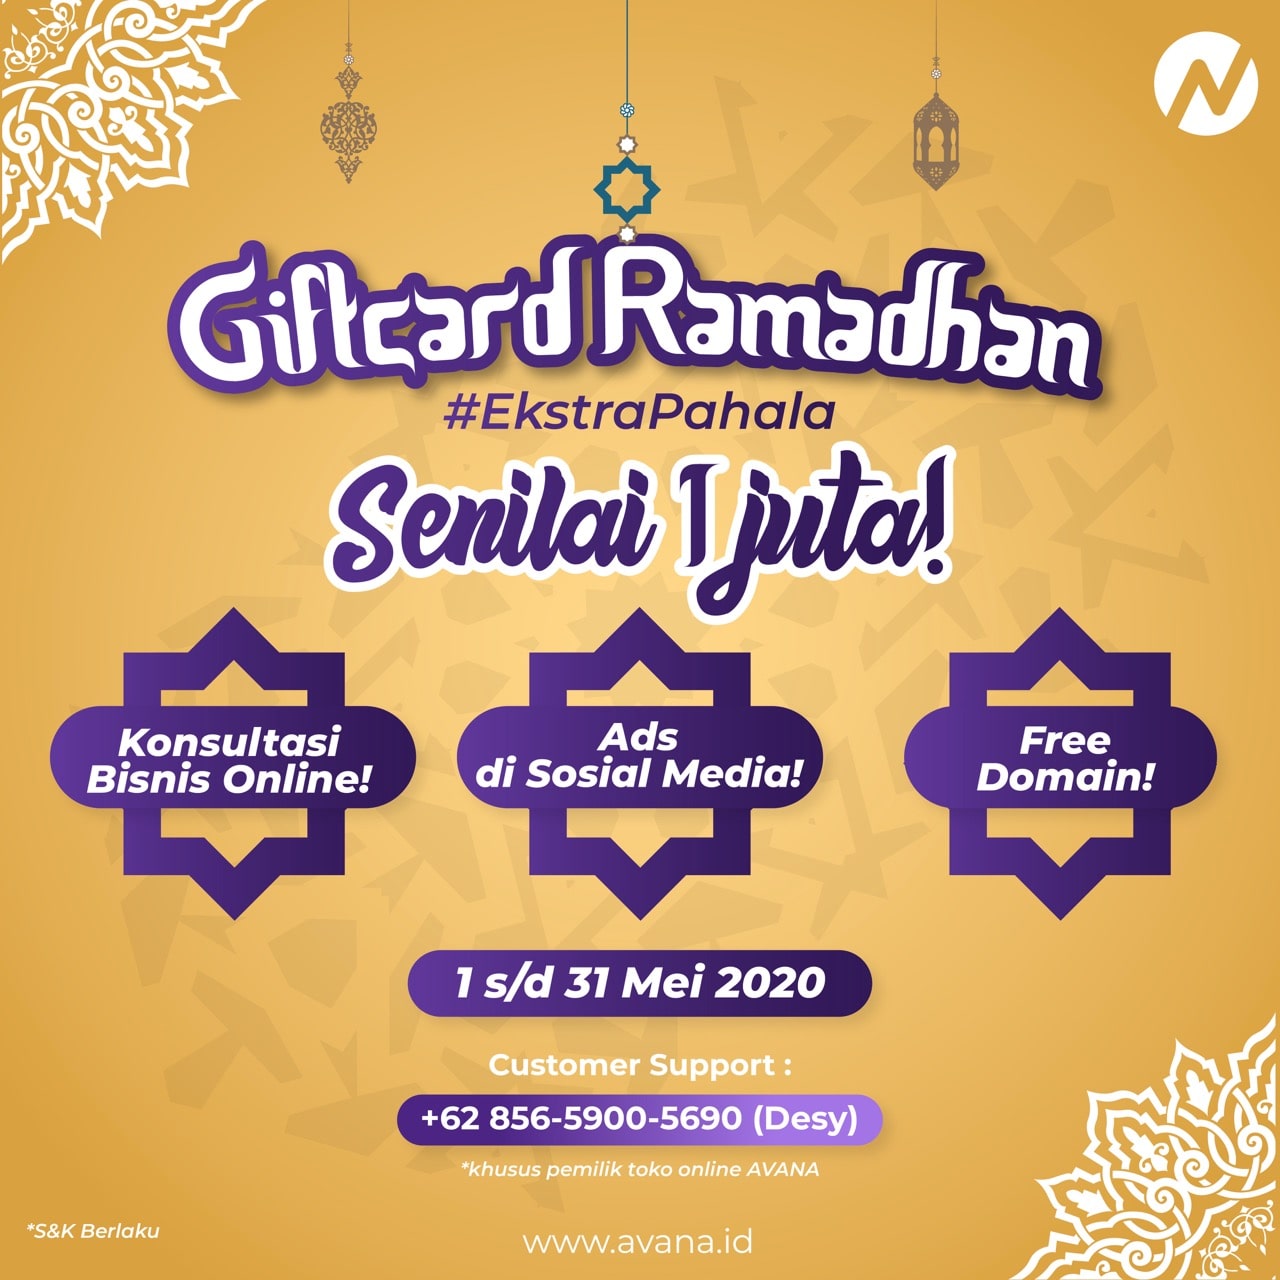 Giftcard Ramadhan
#EkstraPahala
Senilai 1 juta!
Konsultasi
Bisnis Online!
Ads
di Sosial Media!
Free
Domain!
1 s/d 31 Mei 2020
Customer Support :
+62 856-5900-5690 (Desy)
*khusus pemilik toko online AVANA
*S&K Berlaku
www.avana.id